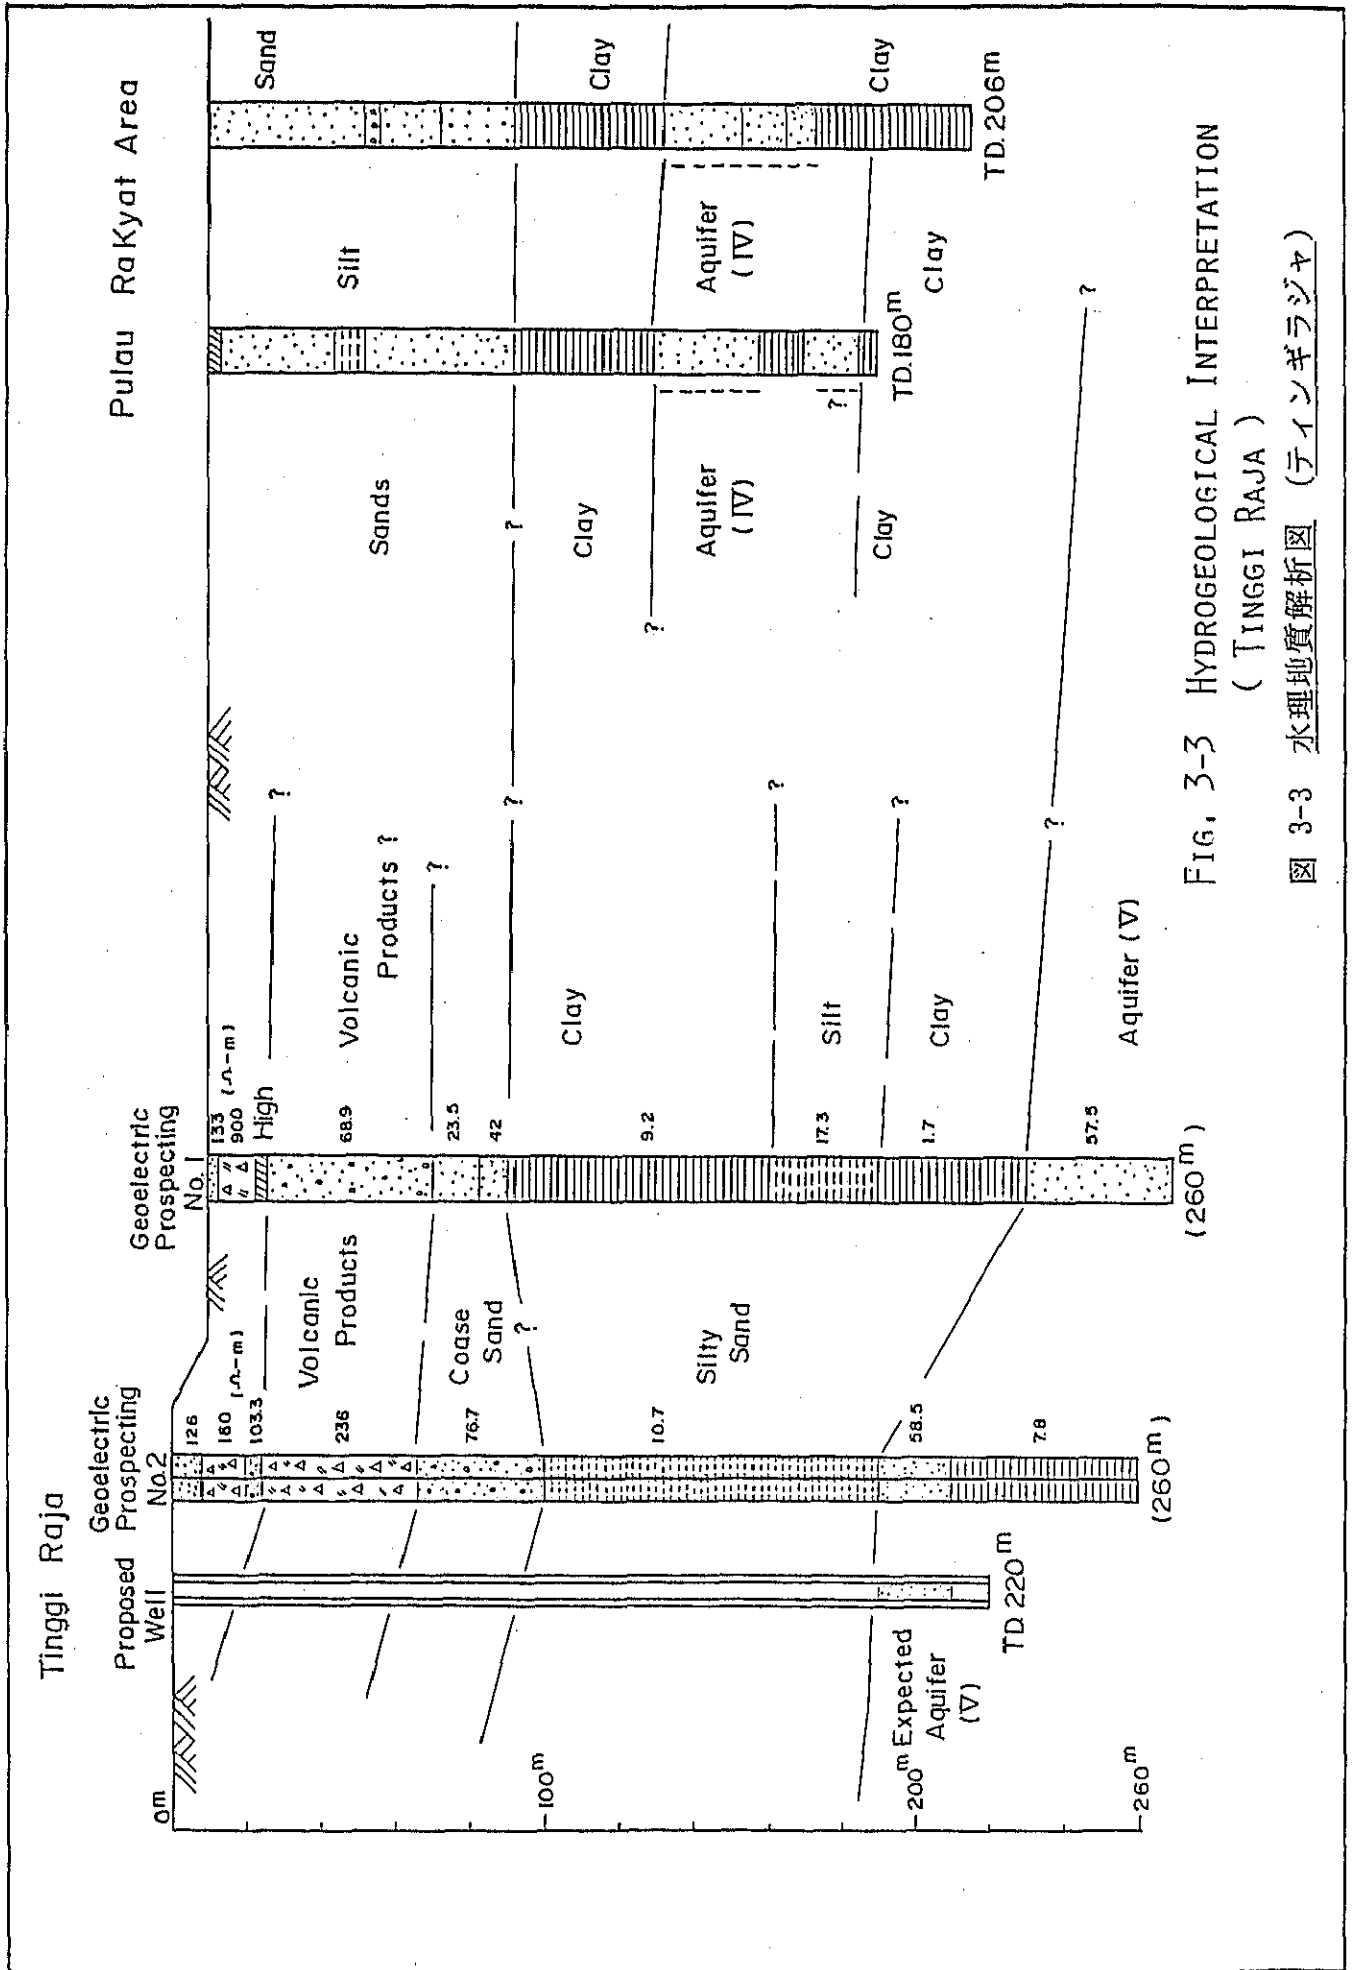 Tinggi Raja
Pulau Rakyat Area
Proposed
Well
Geoelectric
Prospecting
No.2
Geoelectric
Prospecting
No.1
0m
100m
200m
260m
126
160
(Ω-m)
103.3
236
76.7
10.7
58.5
7.8
(260m)
TD.220m
Expected
Aquifer
(V)
Volcanic
Products
Coase
Sand
?
Silty
Sand
133
900
(Ω-m)
High
68.9
23.5
42
9.2
17.3
1.7
57.5
(260m)
Volcanic
Products ?
?
?
?
Clay
?
Silt
?
Clay
?
Aquifer (V)
Sands
?
Clay
?
Aquifer
(IV)
Clay
?
?
TD.180m
Silt
Aquifer
(IV)
Clay
Sand
Clay
Clay
TD.206m
FIG. 3-3 HYDROGEOLOGICAL INTERPRETATION
( TINGGI RAJA )
図 3-3 水理地質解析図 (ティンギラジャ)